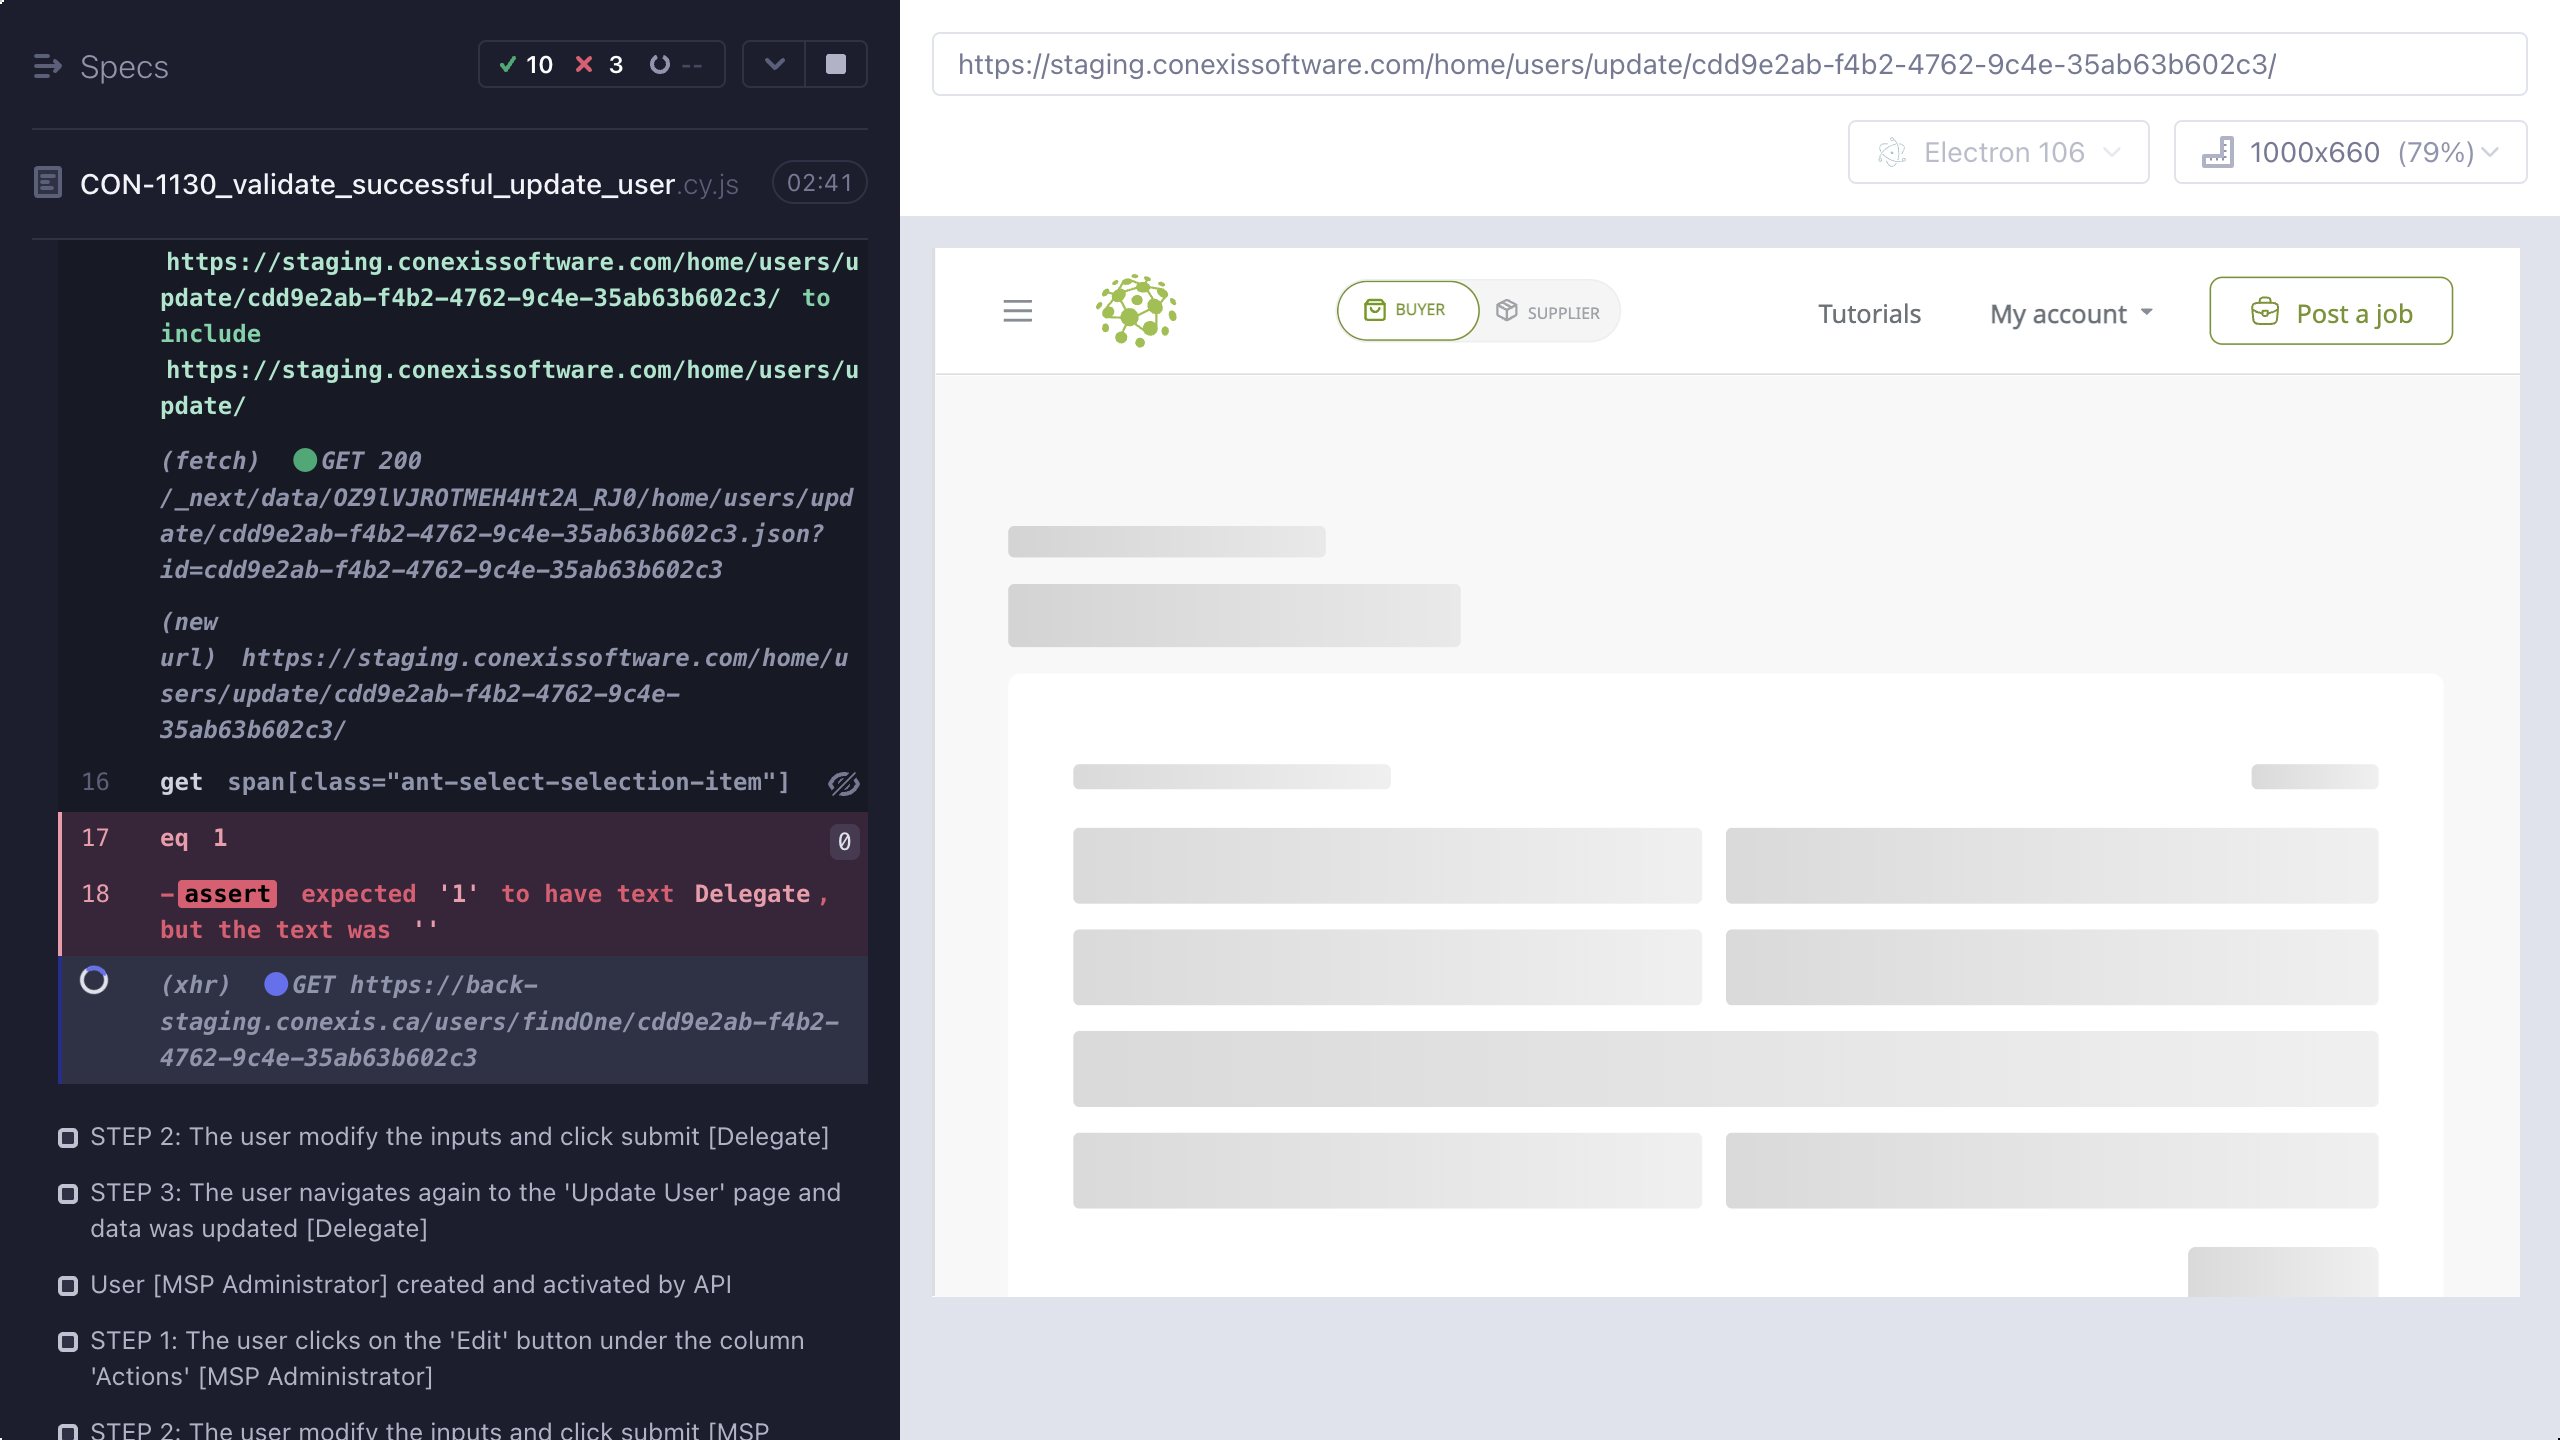 Specs
10 3 --
CON-1130_validate_successful_update_user.cy.js 02:41
https://staging.conexissoftware.com/home/users/u
pdate/cdd9e2ab-f4b2-4762-9c4e-35ab63b602c3/ to
include
https://staging.conexissoftware.com/home/users/u
pdate/
(fetch) GET 200
/_next/data/OZ9lVJROTMEH4Ht2A_RJ0/home/users/upd
ate/cdd9e2ab-f4b2-4762-9c4e-35ab63b602c3.json?
id=cdd9e2ab-f4b2-4762-9c4e-35ab63b602c3
(new
url) https://staging.conexissoftware.com/home/u
sers/update/cdd9e2ab-f4b2-4762-9c4e-
35ab63b602c3/
16 get span[class="ant-select-selection-item"]
17 eq 1 0
18 -assert expected '1' to have text Delegate,
but the text was ''
(xhr) GET https://back-
staging.conexis.ca/users/findOne/cdd9e2ab-f4b2-
4762-9c4e-35ab63b602c3
STEP 2: The user modify the inputs and click submit [Delegate]
STEP 3: The user navigates again to the 'Update User' page and
data was updated [Delegate]
User [MSP Administrator] created and activated by API
STEP 1: The user clicks on the 'Edit' button under the column
'Actions' [MSP Administrator]
STEP 2: The user modify the inputs and click submit [MSP
https://staging.conexissoftware.com/home/users/update/cdd9e2ab-f4b2-4762-9c4e-35ab63b602c3/
Electron 106
1000x660 (79%)
BUYER
SUPPLIER
Tutorials
My account
Post a job